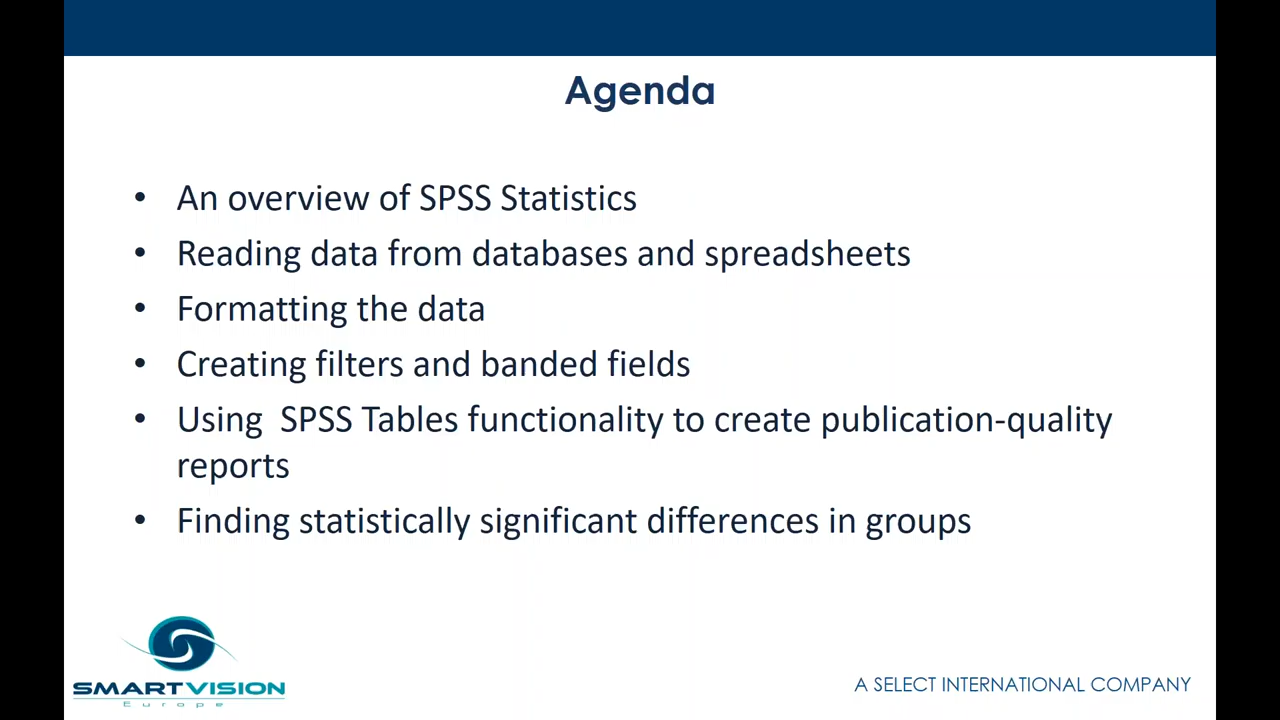 Agenda
• An overview of SPSS Statistics
• Reading data from databases and spreadsheets
• Formatting the data
• Creating filters and banded fields
• Using  SPSS Tables functionality to create publication-quality
reports
• Finding statistically significant differences in groups
SMARTVISION
Europe
A SELECT INTERNATIONAL COMPANY